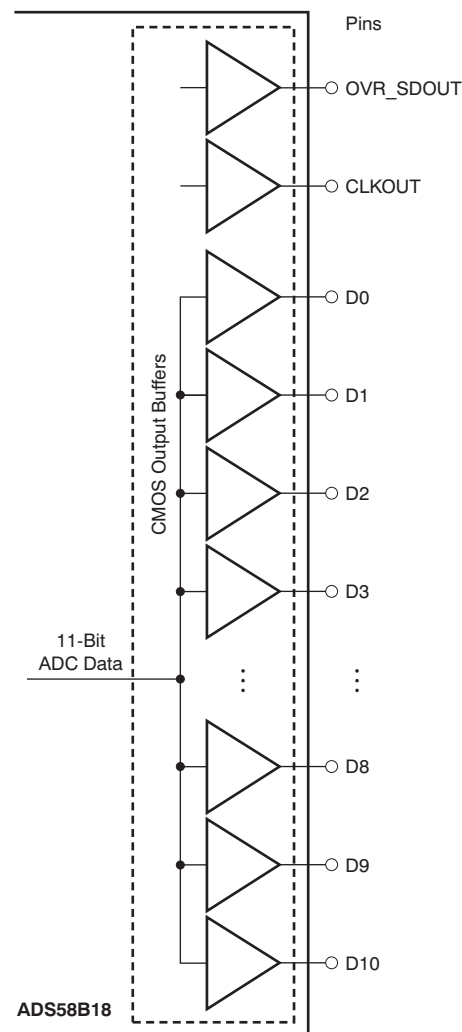 Pins
OVR_SDOUT
CLKOUT
D0
CMOS Output Buffers
D1
D2
D3
11-Bit
ADC Data
D8
D9
D10
ADS58B18